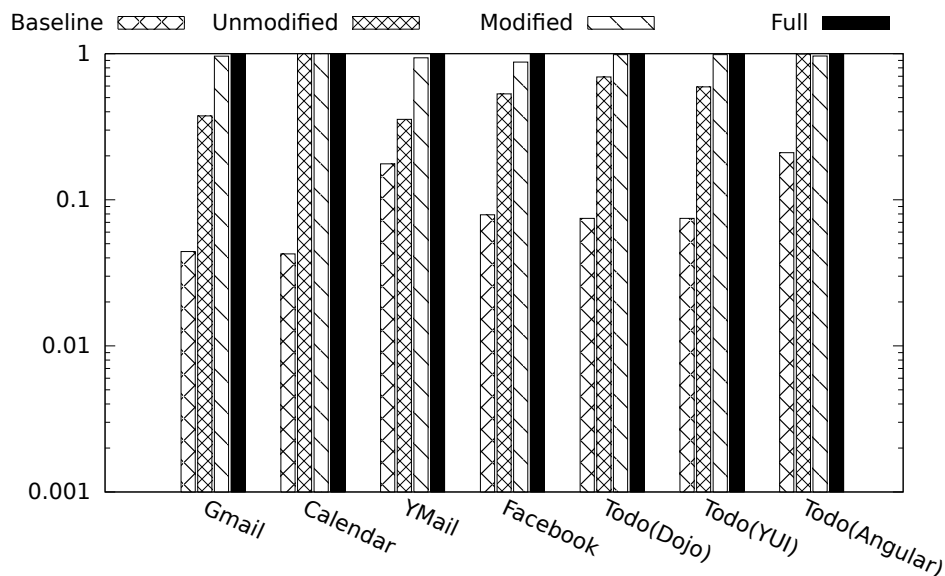 Baseline Unmodified Modified Full
1
0.1
0.01
0.001
Gmail Calendar YMail Facebook Todo(Dojo) Todo(YUI) Todo(Angular)